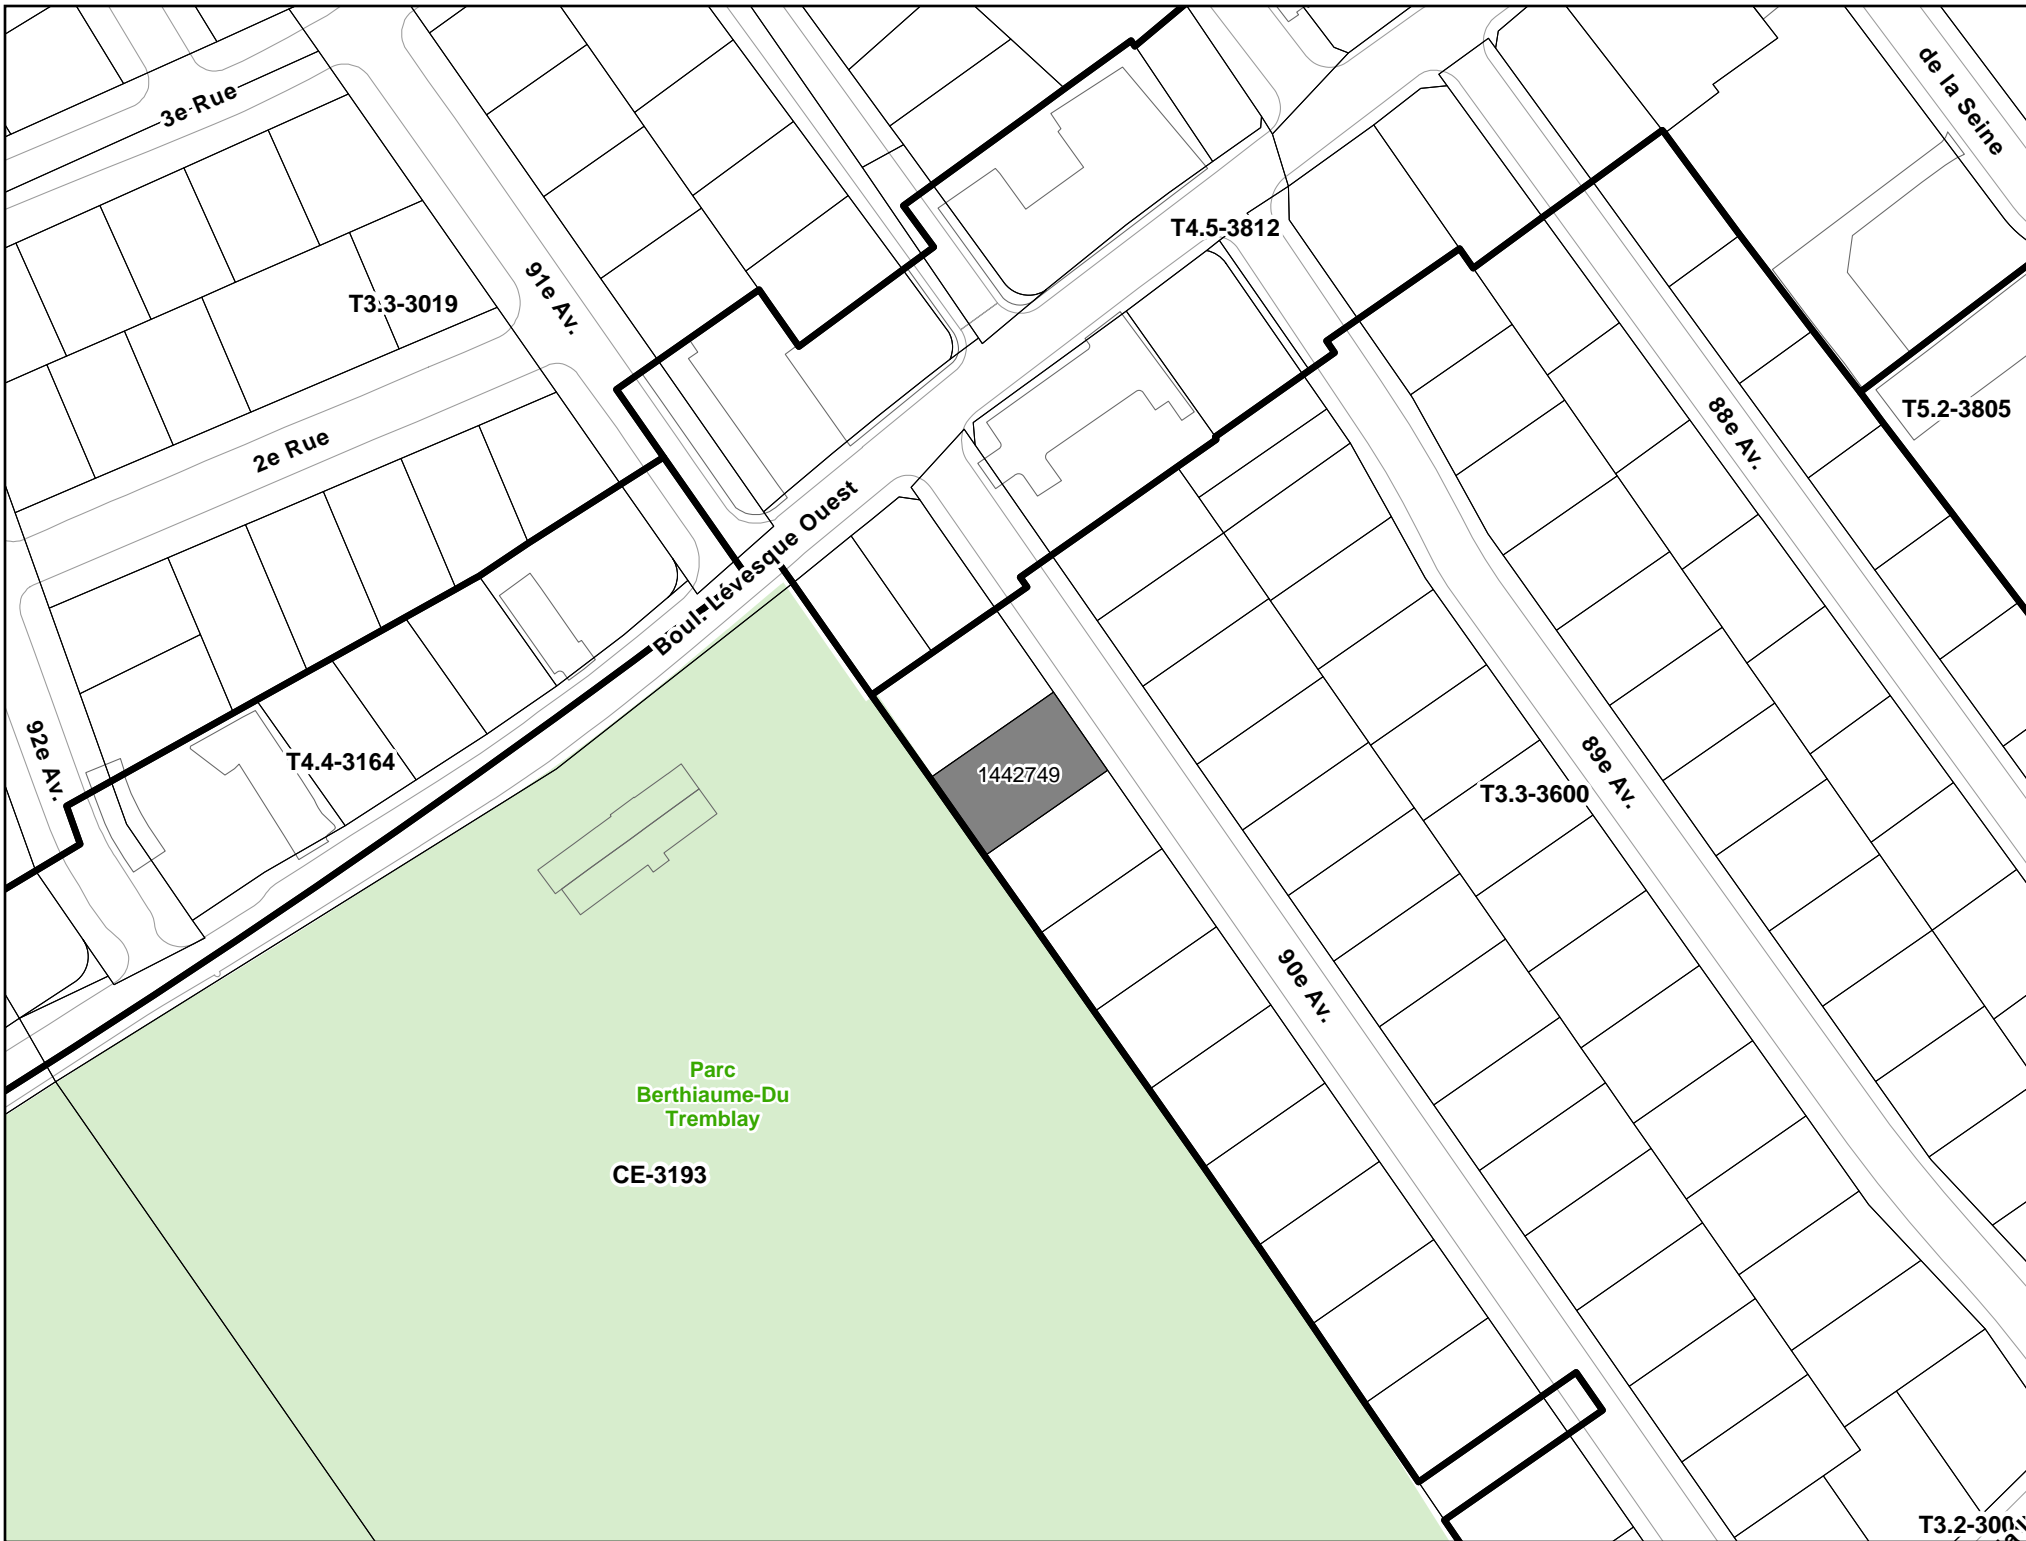 de la Seine
3e Rue
T4.5-3812
91e Av.
T3.3-3019
T5.2-3805
88e Av.
2e Rue
Boul. Lévesque Ouest
92e Av.
T4.4-3164
1442749
89e Av.
T3.3-3600
90e Av.
Parc
Berthiaume-Du
Tremblay
CE-3193